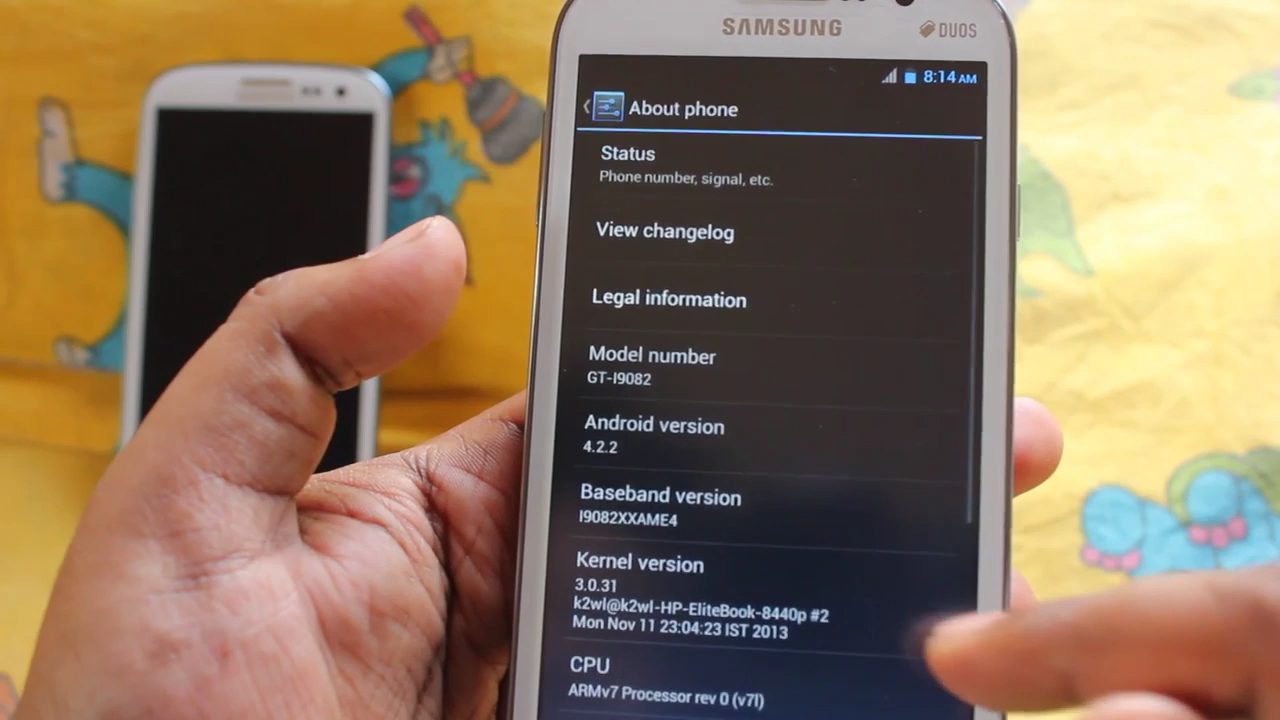 SAMSUNG
DUOS
8:14 AM
About phone
Status
Phone number, signal, etc.
View changelog
Legal information
Model number
GT-I9082
Android version
4.2.2
Baseband version
I9082XXAME4
Kernel version
3.0.31
k2wl@k2wl-HP-EliteBook-8440p #2
Mon Nov 11 23:04:23 IST 2013
CPU
ARMv7 Processor rev 0 (v7l)